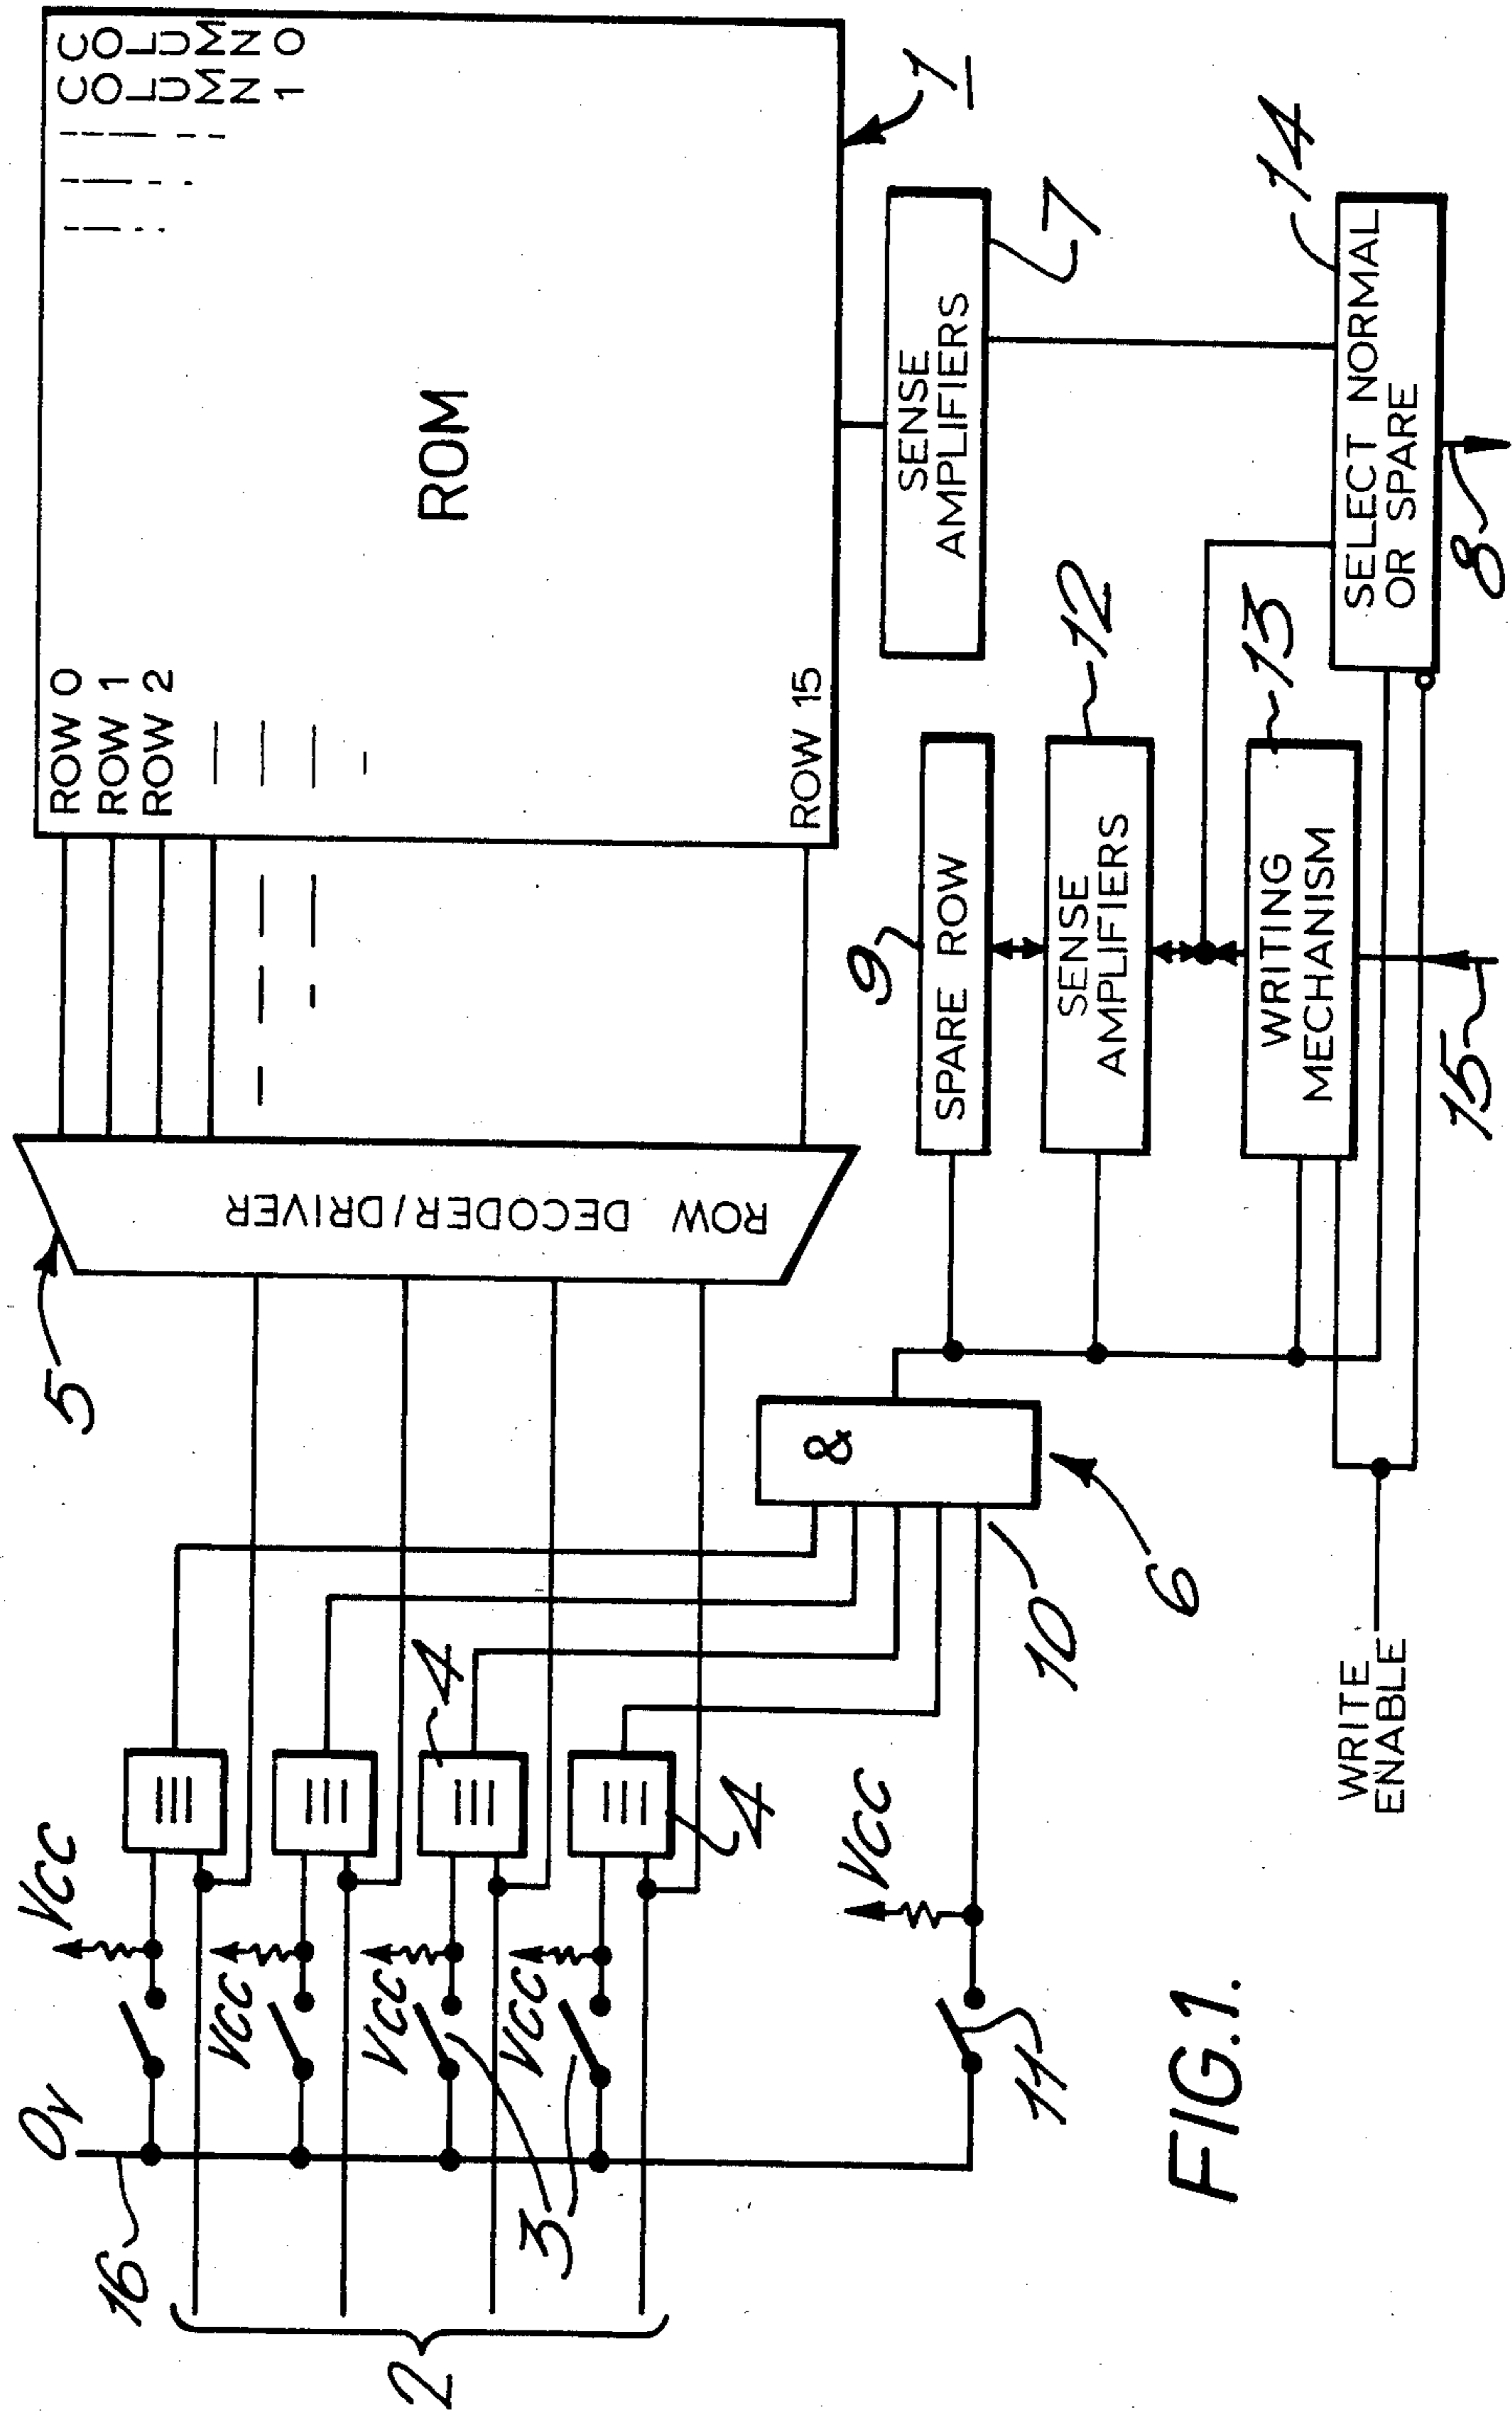 0v
16
2
VCC
VCC
VCC
VCC
3
≡
≡
≡
≡
4
4
VCC
11
10
&
6
5
ROW DECODER/DRIVER
ROW 0
ROW 1
ROW 2
ROW 15
ROM
COLUMN 0
COLUMN 1
1
SENSE
AMPLIFIERS
7
9
SPARE ROW
SENSE
AMPLIFIERS
12
WRITING
MECHANISM
13
SELECT NORMAL
OR SPARE
14
8
15
WRITE
ENABLE
FIG.1.